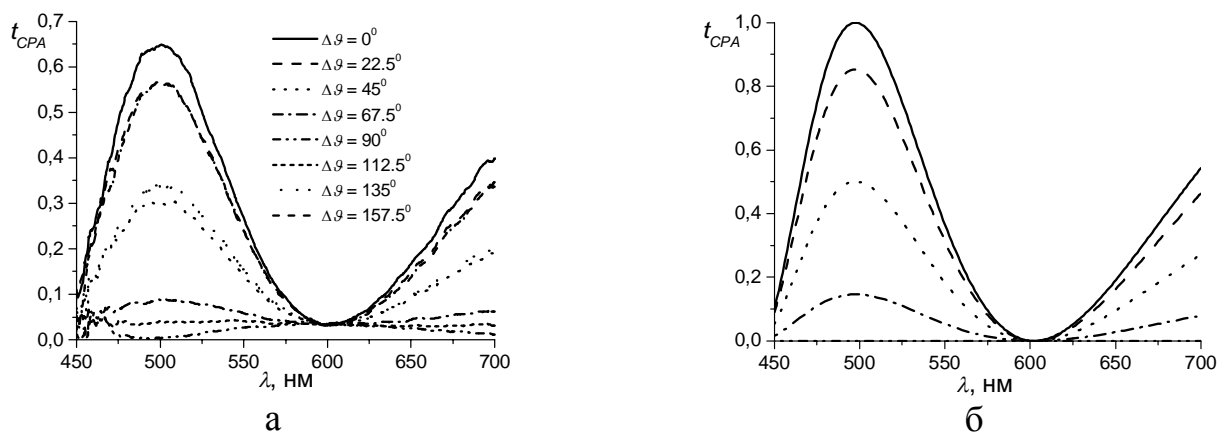 t_CPA
0,7
0,6
0,5
0,4
0,3
0,2
0,1
0,0
450 500 550 600 650 700
λ, нм
Δϑ = 0⁰
Δϑ = 22.5⁰
Δϑ = 45⁰
Δϑ = 67.5⁰
Δϑ = 90⁰
Δϑ = 112.5⁰
Δϑ = 135⁰
Δϑ = 157.5⁰
а
t_CPA
1,0
0,8
0,6
0,4
0,2
0,0
450 500 550 600 650 700
λ, нм
б